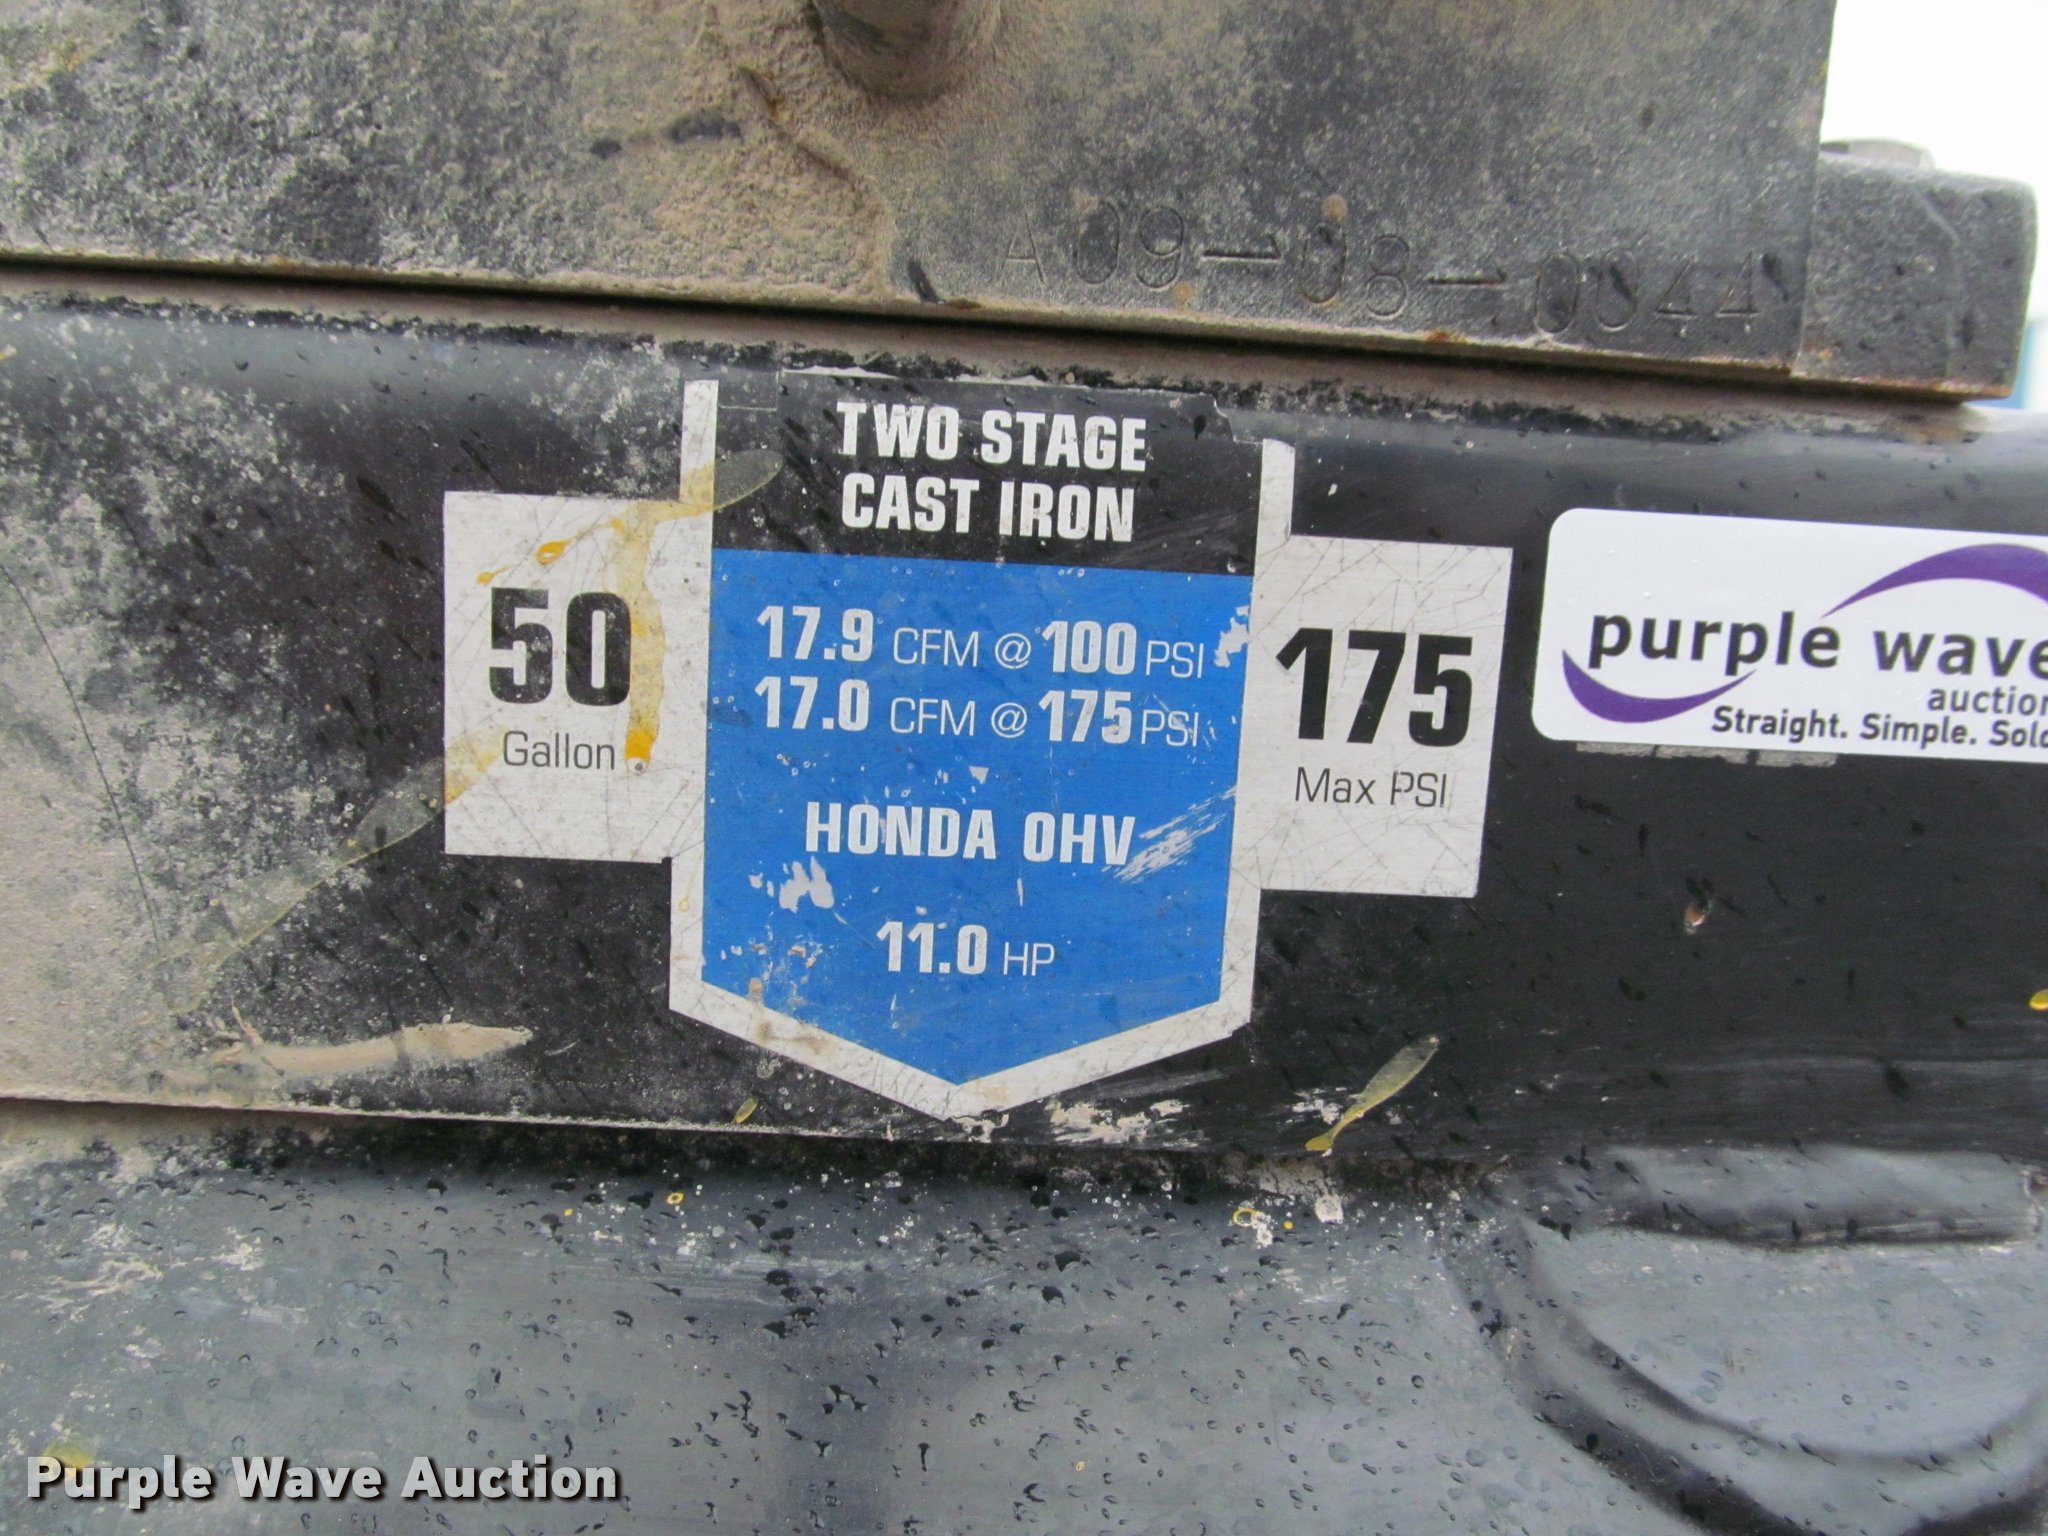 A09-08-0044
TWO STAGE
CAST IRON
50
Gallon
17.9 CFM @ 100 PSI
17.0 CFM @ 175 PSI
HONDA OHV
11.0 HP
175
Max PSI
purple wave
auction
Straight. Simple. Sold
Purple Wave Auction